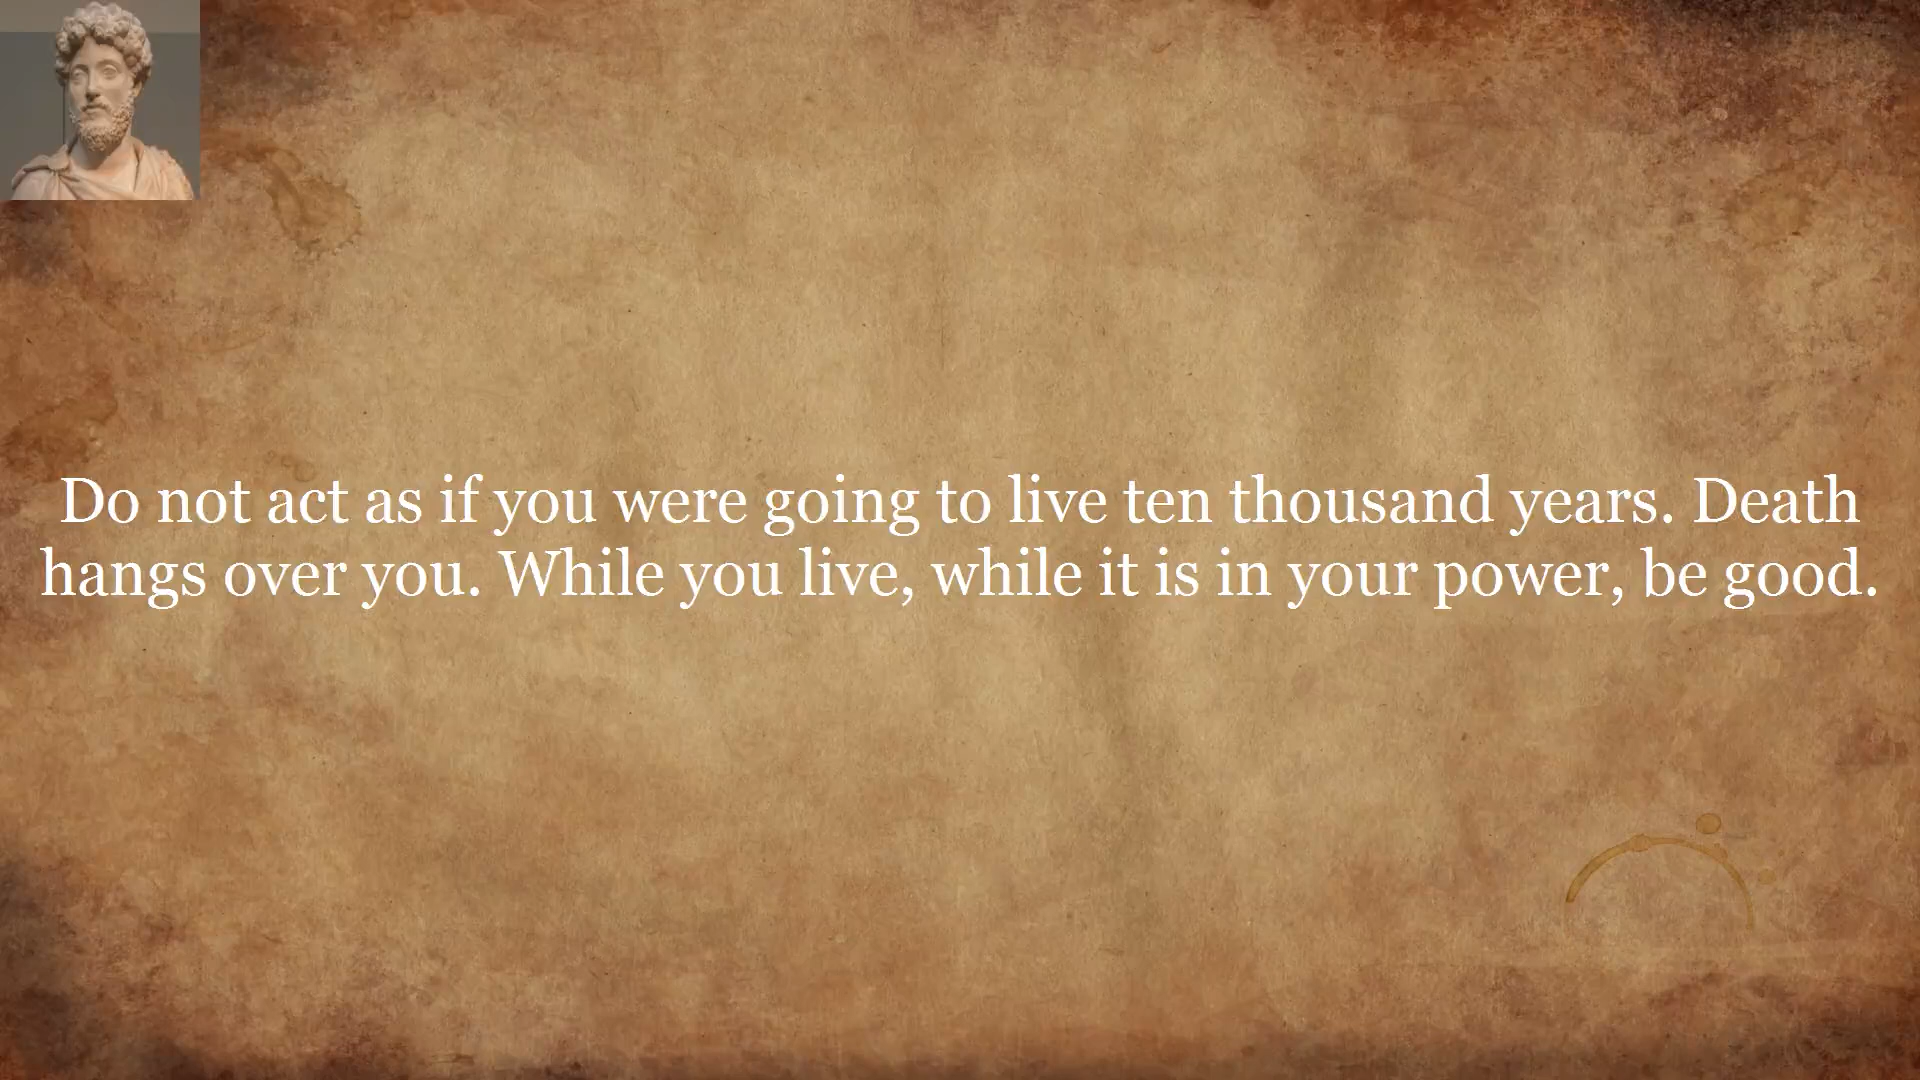 Do not act as if you were going to live ten thousand years. Death
hangs over you. While you live, while it is in your power, be good.